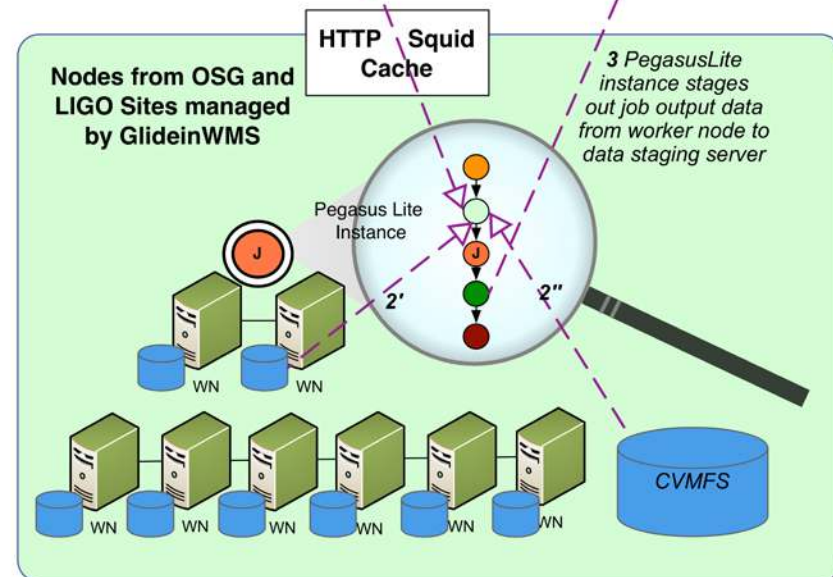 HTTP Squid
Cache
Nodes from OSG and
LIGO Sites managed
by GlideinWMS
3 PegasusLite
instance stages
out job output data
from worker node to
data staging server
Pegasus Lite
Instance
J
J
2'
2"
WN
WN
CVMFS
WN
WN
WN
WN
WN
WN